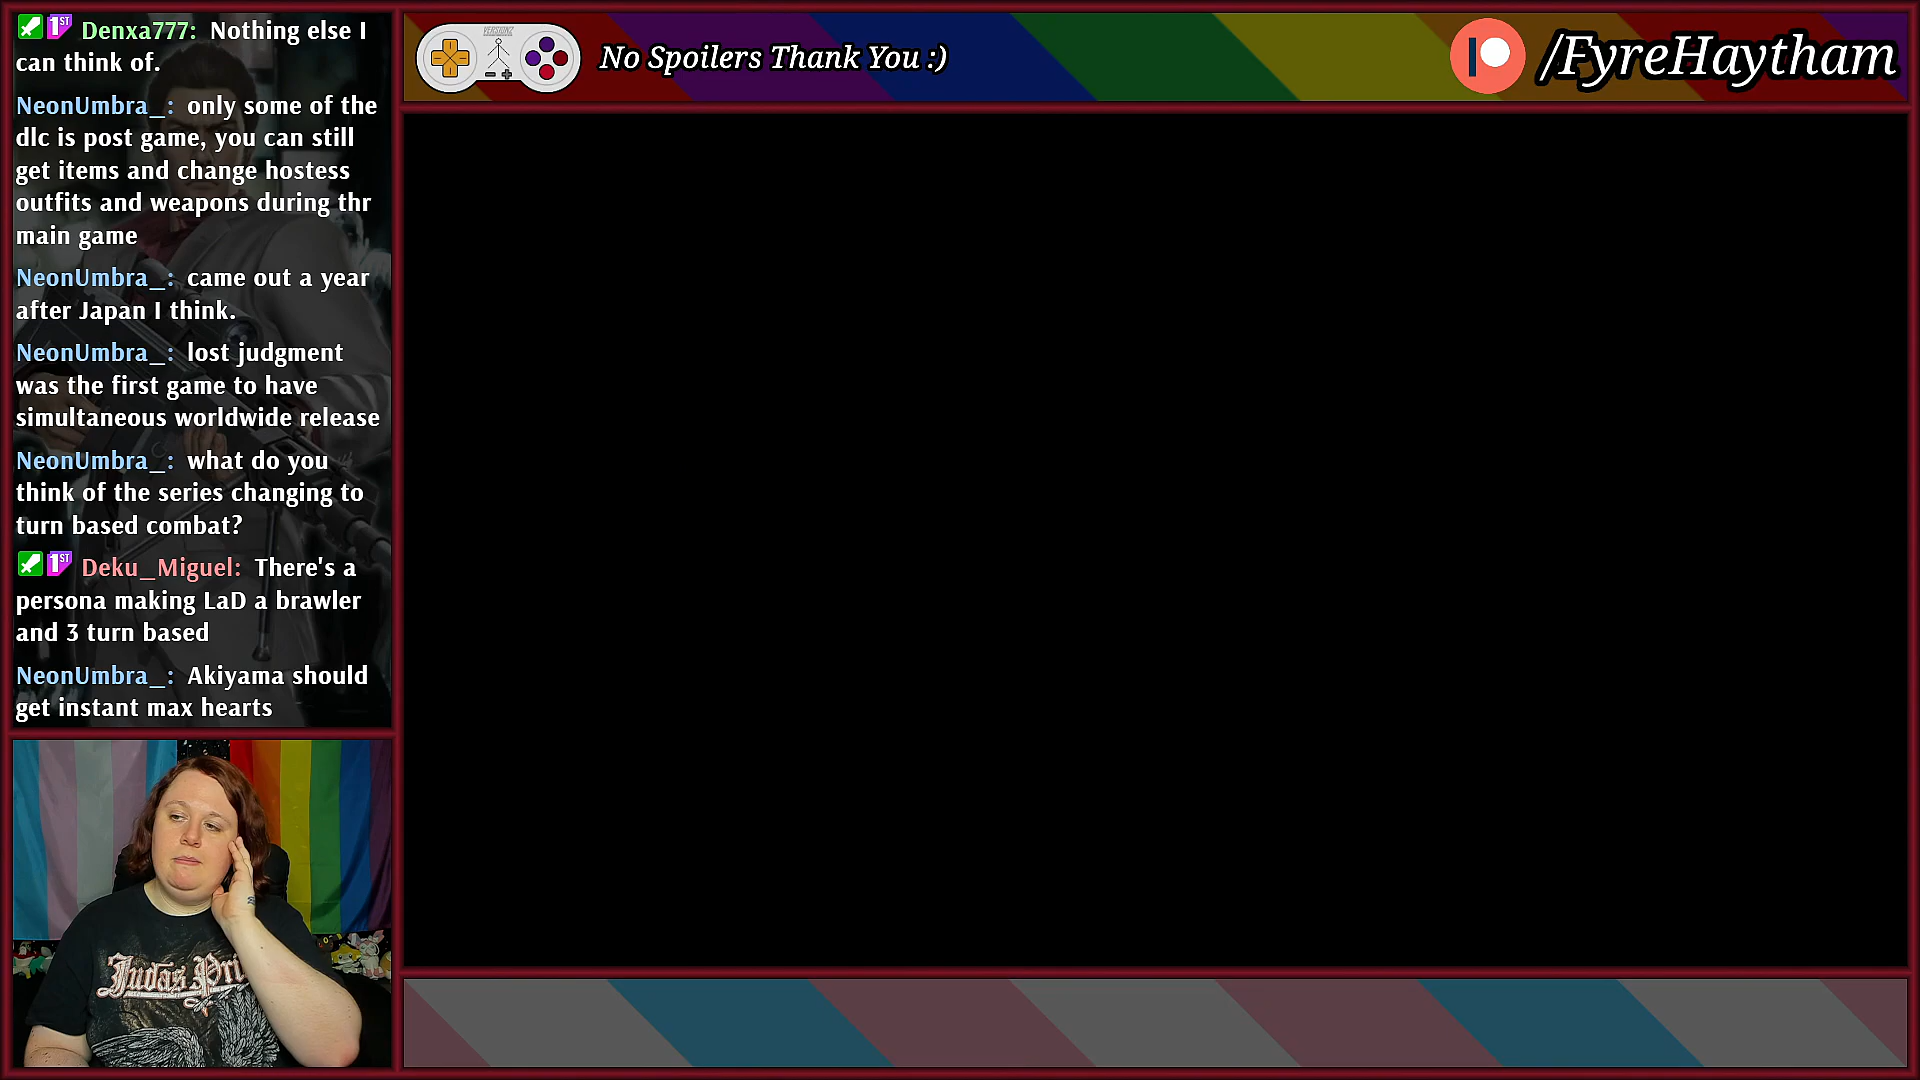 Denxa777: Nothing else I
can think of.
NeonUmbra_: only some of the
dlc is post game, you can still
get items and change hostess
outfits and weapons during thr
main game
NeonUmbra_: came out a year
after Japan I think.
NeonUmbra_: lost judgment
was the first game to have
simultaneous worldwide release
NeonUmbra_: what do you
think of the series changing to
turn based combat?
1ST Deku_Miguel: There's a
persona making LaD a brawler
and 3 turn based
NeonUmbra_: Akiyama should
get instant max hearts
No Spoilers Thank You :)
/FyreHaytham
Judas Pri